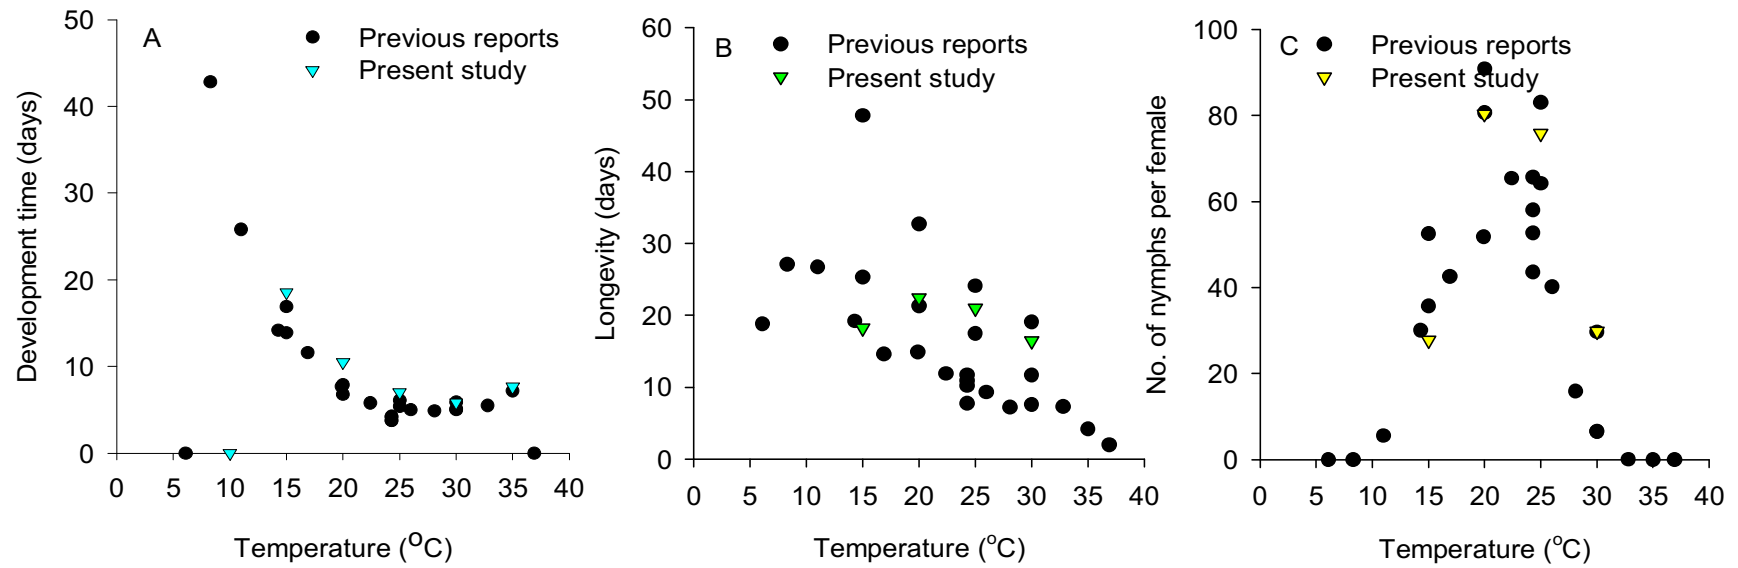 A
Previous reports
Present study
Development time (days)
50
40
30
20
10
0
0 5 10 15 20 25 30 35 40
Temperature (°C)
B
Previous reports
Present study
Longevity (days)
60
50
40
30
20
10
0
0 5 10 15 20 25 30 35 40
Temperature (°C)
C
Previous reports
Present study
No. of nymphs per female
100
80
60
40
20
0
0 5 10 15 20 25 30 35 40
Temperature (°C)